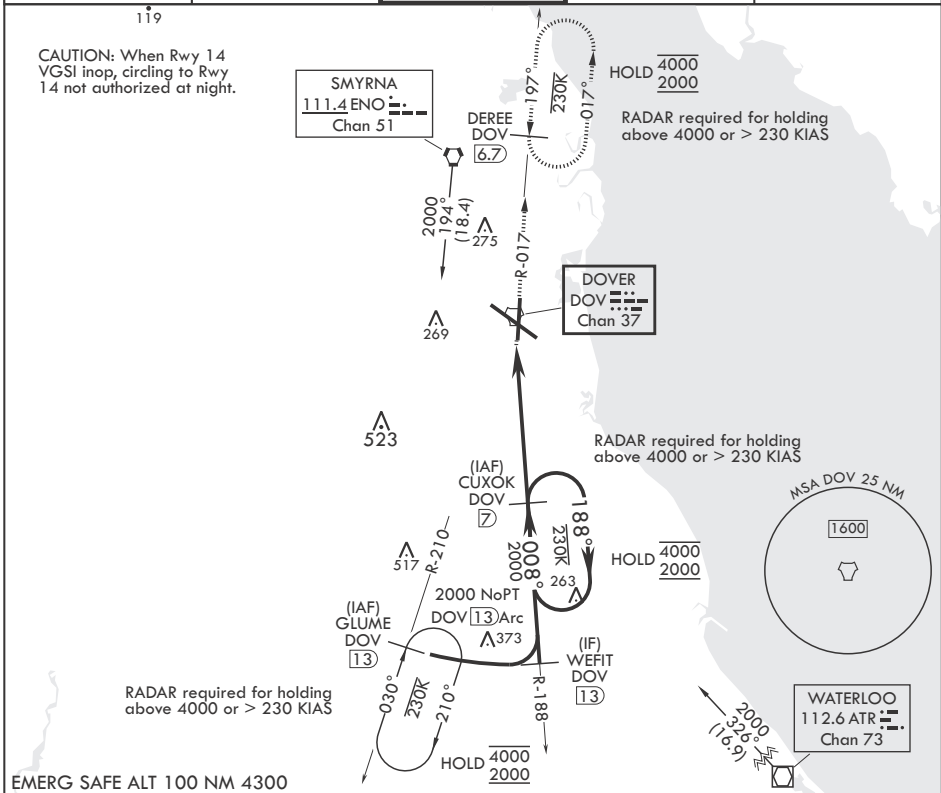 119
CAUTION: When Rwy 14
VGSI inop, circling to Rwy
14 not authorized at night.
SMYRNA
111.4 ENO
Chan 51
DEREE
DOV
6.7
197°
230K
017°
HOLD 4000
2000
RADAR required for holding
above 4000 or > 230 KIAS
2000
194°
(18.4)
275
R-017
DOVER
DOV
Chan 37
269
523
RADAR required for holding
above 4000 or > 230 KIAS
(IAF)
CUXOK
DOV
7
188°
230K
008°
2000
263
HOLD 4000
2000
MSA DOV 25 NM
1600
517
R-210
2000 NoPT
DOV 13 Arc
373
(IAF)
GLUME
DOV
13
(IF)
WEFIT
DOV
13
R-188
030°
230K
210°
RADAR required for holding
above 4000 or > 230 KIAS
HOLD 4000
2000
2000
326°
(16.9)
WATERLOO
112.6 ATR
Chan 73
EMERG SAFE ALT 100 NM 4300